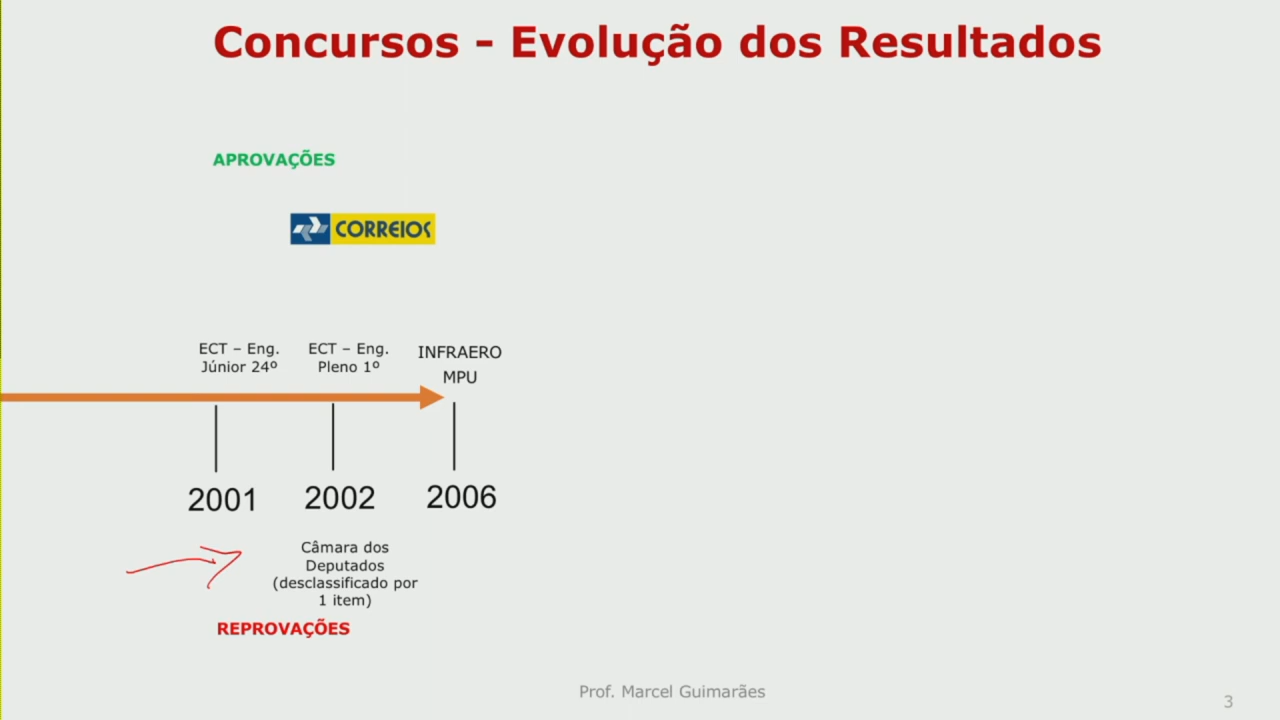 Concursos - Evolução dos Resultados
APROVAÇÕES
CORREIOS
ECT – Eng.
Júnior 24º
ECT – Eng.
Pleno 1º
INFRAERO
MPU
2001
2002
2006
Câmara dos
Deputados
(desclassificado por
1 item)
REPROVAÇÕES
Prof. Marcel Guimarães
3